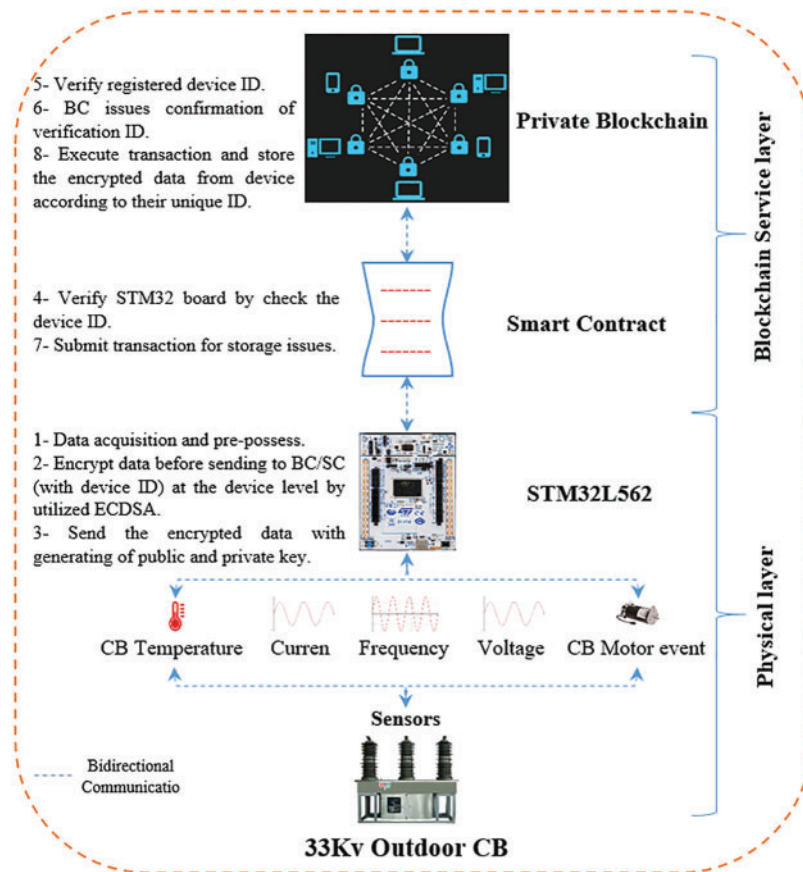 5- Verify registered device ID.
6- BC issues confirmation of
verification ID.
8- Execute transaction and store
the encrypted data from device
according to their unique ID.
Private Blockchain
Blockchain Service layer
4- Verify STM32 board by check the
device ID.
7- Submit transaction for storage issues.
Smart Contract
1- Data acquisition and pre-possess.
2- Encrypt data before sending to BC/SC
(with device ID) at the device level by
utilized ECDSA.
3- Send the encrypted data with
generating of public and private key.
STM32L562
Physical layer
CB Temperature
Curren
Frequency
Voltage
CB Motor event
Sensors
Bidirectional
Communicatio
33Kv Outdoor CB